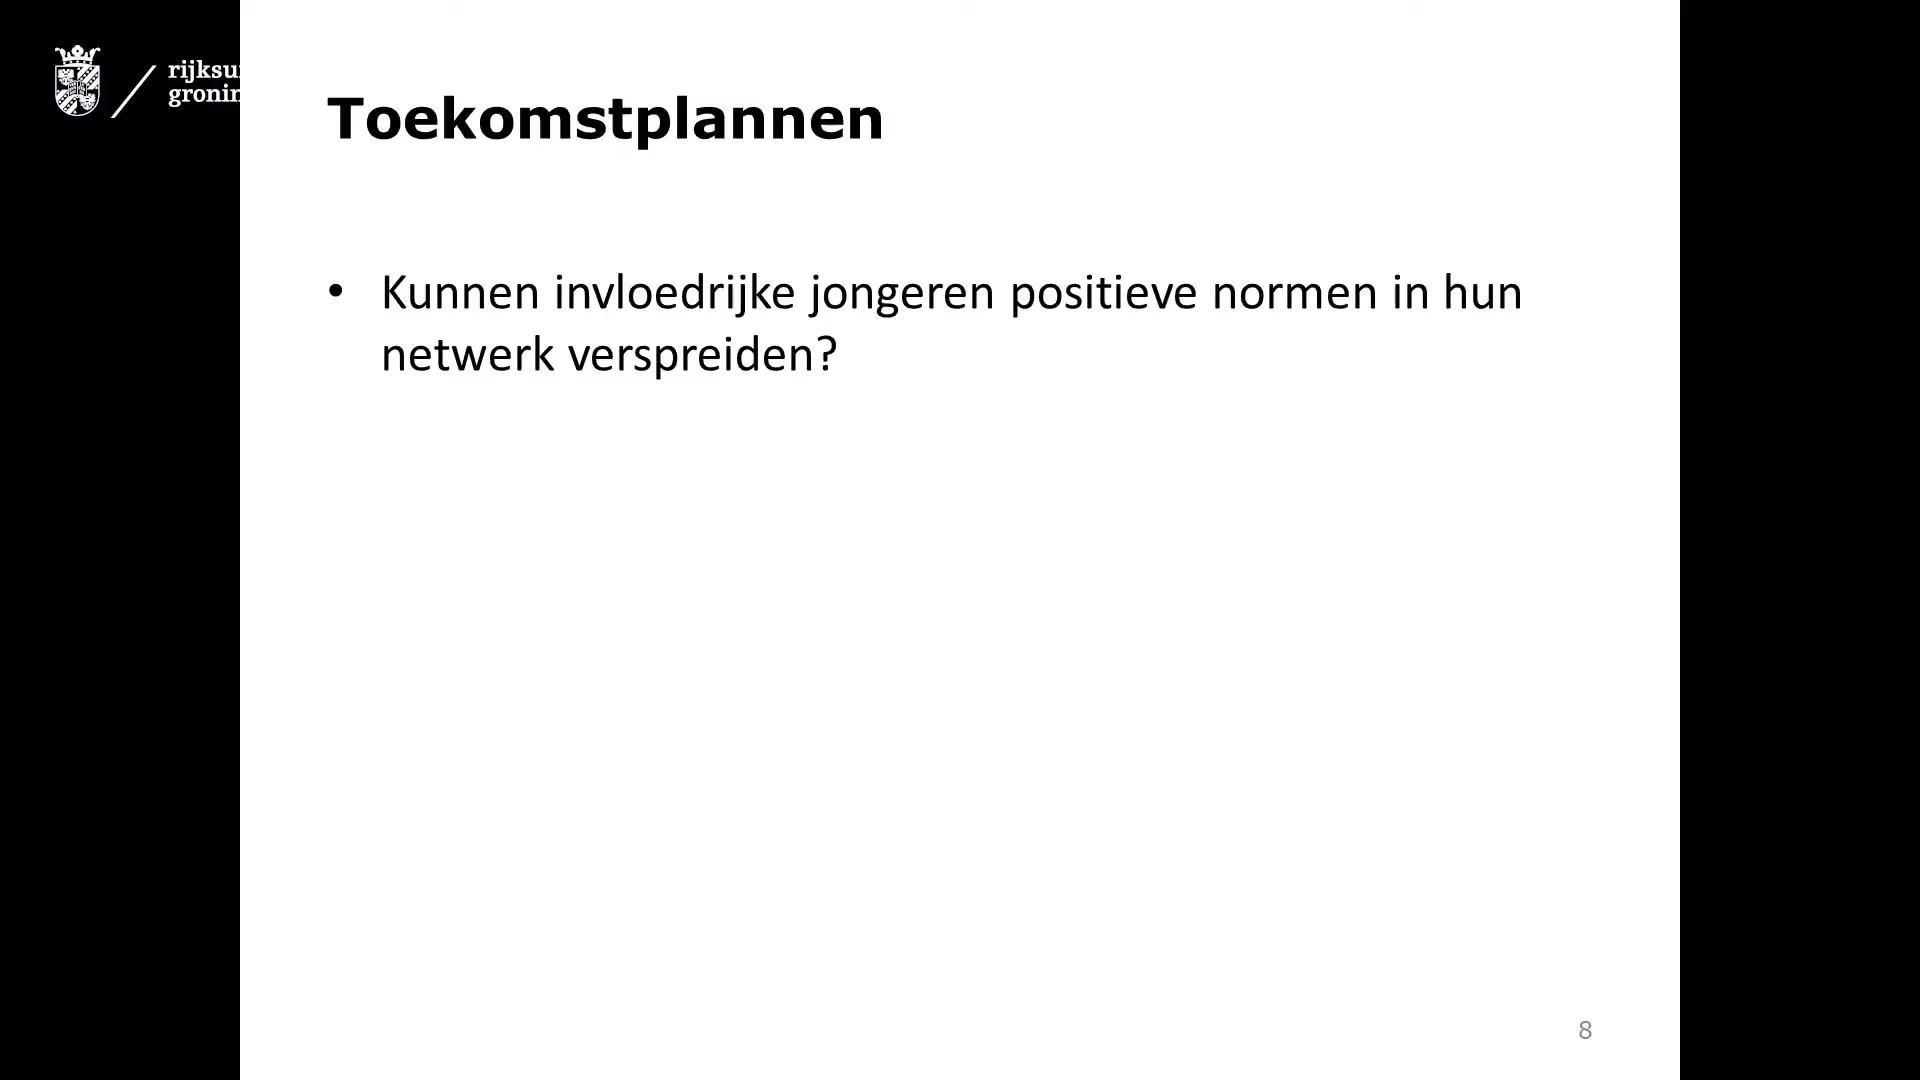 Toekomstplannen
• Kunnen invloedrijke jongeren positieve normen in hun
netwerk verspreiden?
8